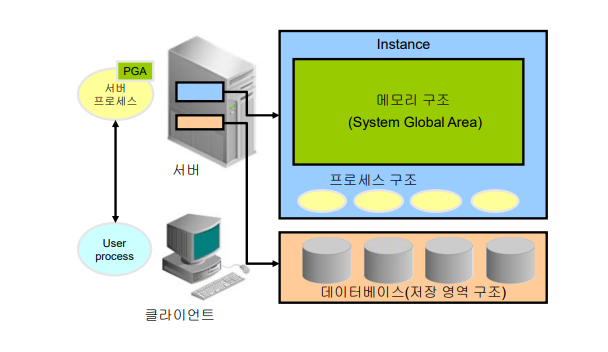 Instance
PGA
서버
프로세스
메모리 구조
(System Global Area)
서버
프로세스 구조
User
process
데이터베이스(저장 영역 구조)
클라이언트